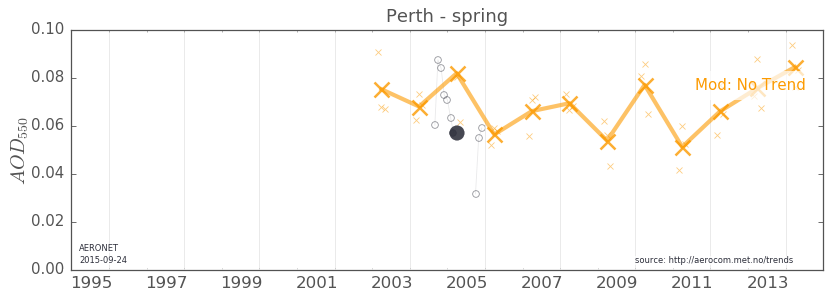 Perth - spring
0.10
0.08
0.06
0.04
0.02
0.00
AOD550
Mod: No Trend
AERONET
2015-09-24
source: http://aerocom.met.no/trends
1995 1997 1999 2001 2003 2005 2007 2009 2011 2013